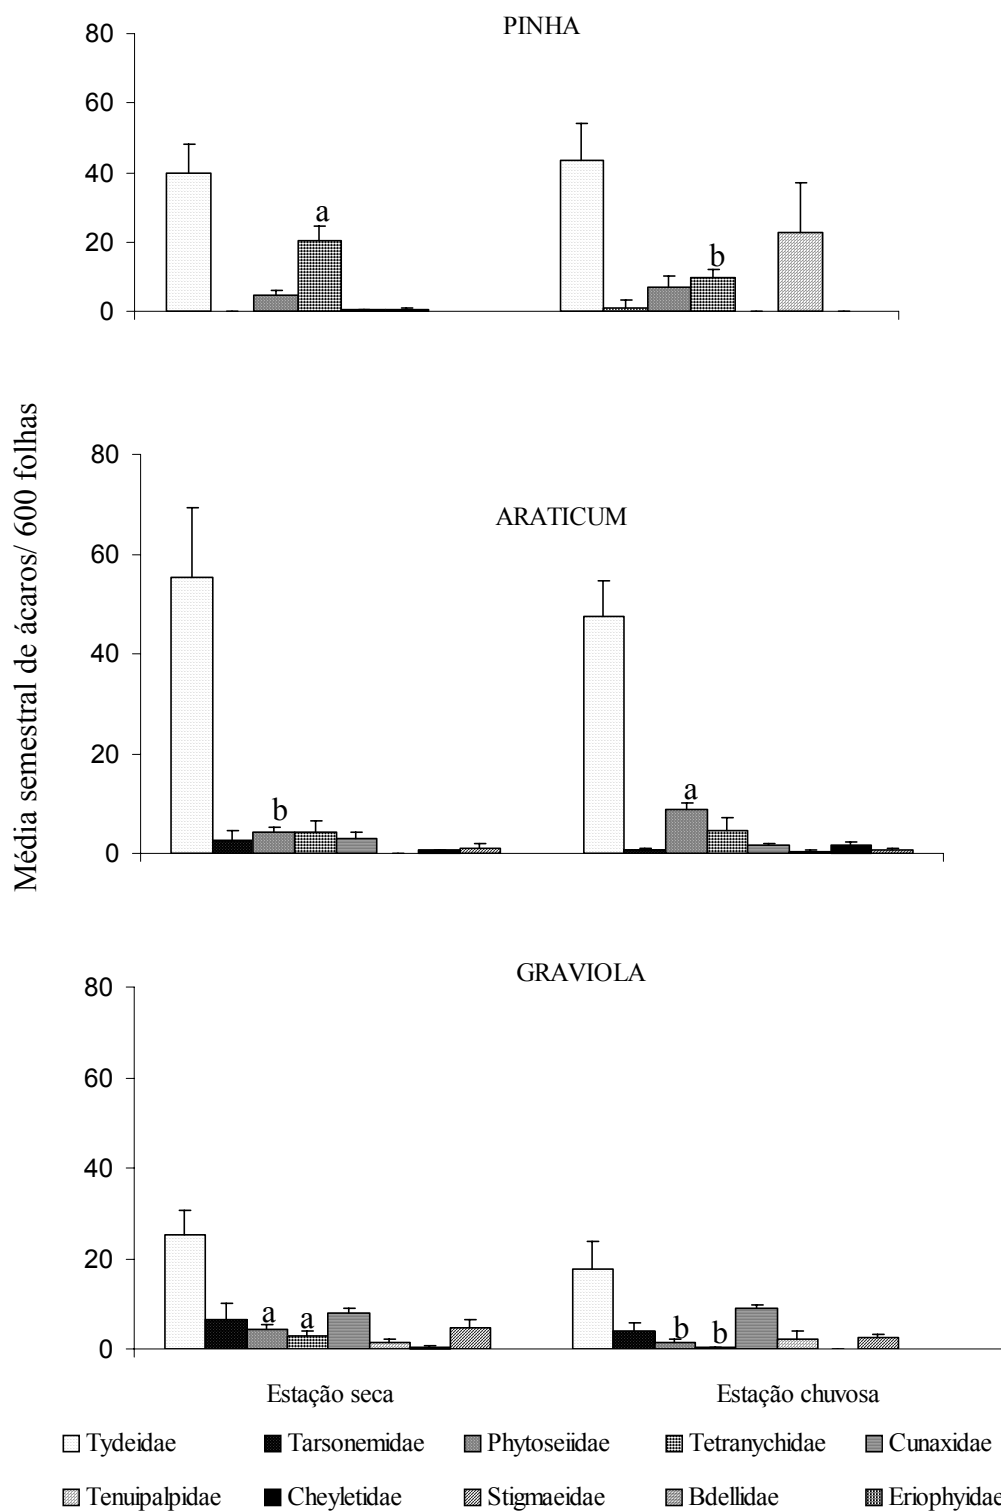 PINHA
80
60
40
20
0
a
b
Média semestral de ácaros/ 600 folhas
ARATICUM
80
60
40
20
0
b
a
GRAVIOLA
80
60
40
20
0
a a
b b
Estação seca Estação chuvosa
Tydeidae Tarsonemidae Phytoseiidae Tetranychidae Cunaxidae
Tenuipalpidae Cheyletidae Stigmaeidae Bdellidae Eriophyidae